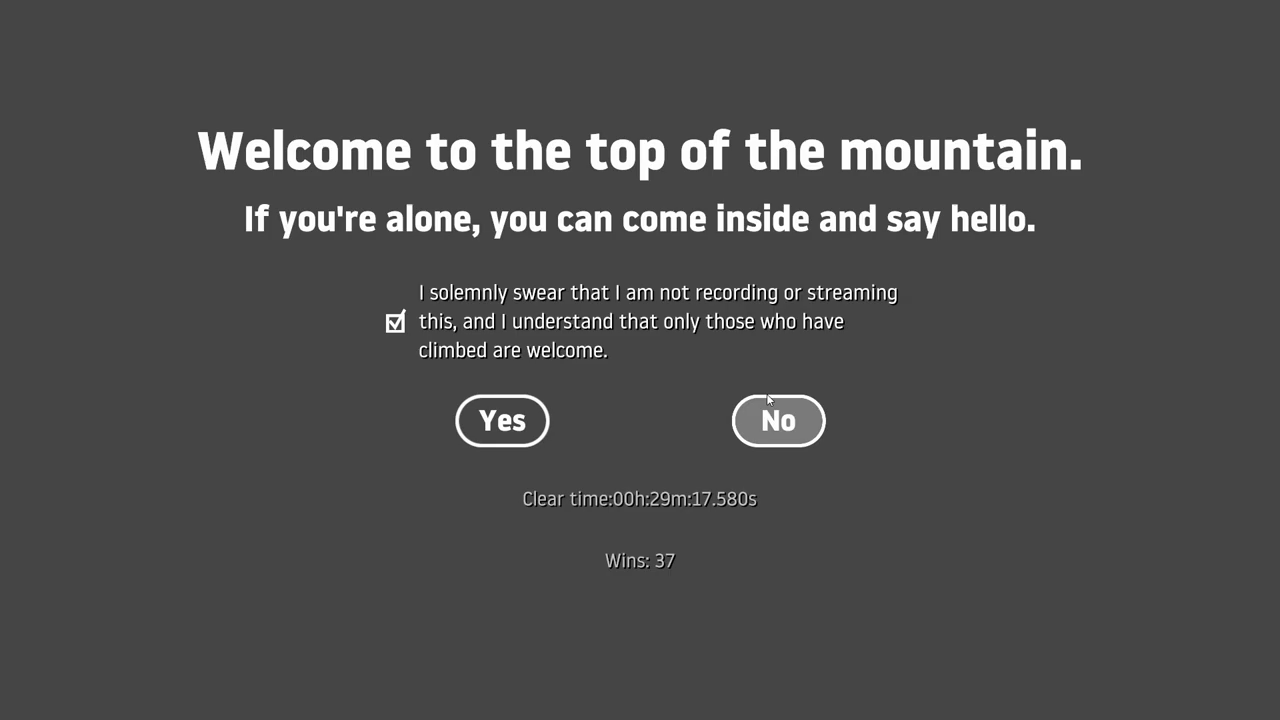 Welcome to the top of the mountain.
If you're alone, you can come inside and say hello.
I solemnly swear that I am not recording or streaming
this, and I understand that only those who have
climbed are welcome.
Yes
No
Clear time:00h:29m:17.580s
Wins: 37